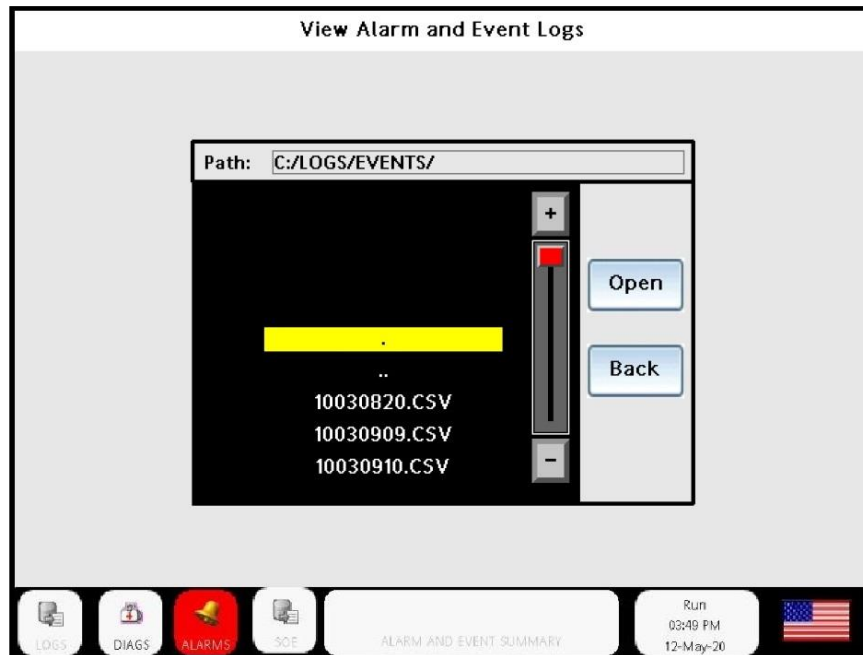 View Alarm and Event Logs
Path: C:/LOGS/EVENTS/
+
Open
.
..
Back
10030820.CSV
10030909.CSV
10030910.CSV
-
LOGS
DIAGS
ALARMS
SOE
ALARM AND EVENT SUMMARY
Run
03:49 PM
12-May-20